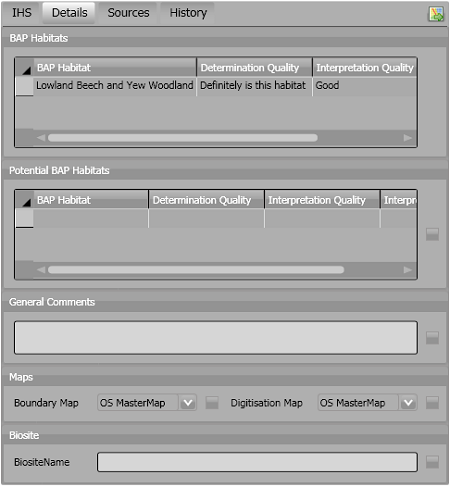 IHS Details Sources History
BAP Habitats
BAP Habitat Determination Quality Interpretation Quality
Lowland Beech and Yew Woodland Definitely is this habitat Good
Potential BAP Habitats
BAP Habitat Determination Quality Interpretation Quality Interpre
General Comments
Maps
Boundary Map OS MasterMap Digitisation Map OS MasterMap
Biosite
BiositeName